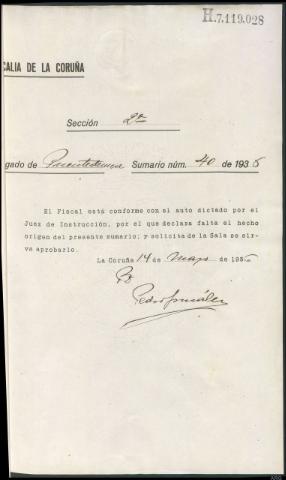 H.7.119.028
CALIA DE LA CORUÑA
Sección 2ª
gado de Puentedeume Sumario núm. 40 de 1935
El Fiscal está conforme con el auto dictado por el
Juez de Instrucción, por el que declara falta el hecho
origen del presente sumario; y solicita de la Sala se sir-
va aprobarlo.
La Coruña 14 de Mayo de 1935
Pedro González